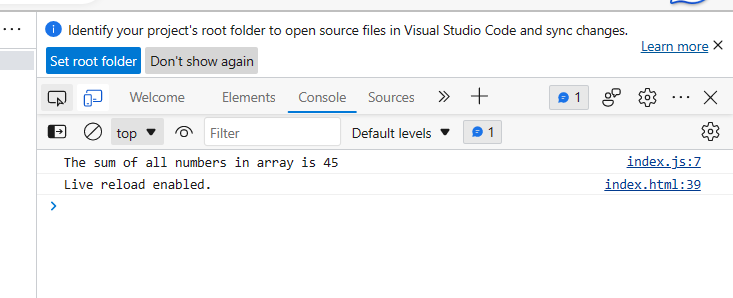 Identify your project's root folder to open source files in Visual Studio Code and sync changes.
Learn more
Set root folder Don't show again
Welcome Elements Console Sources 1
top Filter Default levels 1
The sum of all numbers in array is 45 index.js:7
Live reload enabled. index.html:39